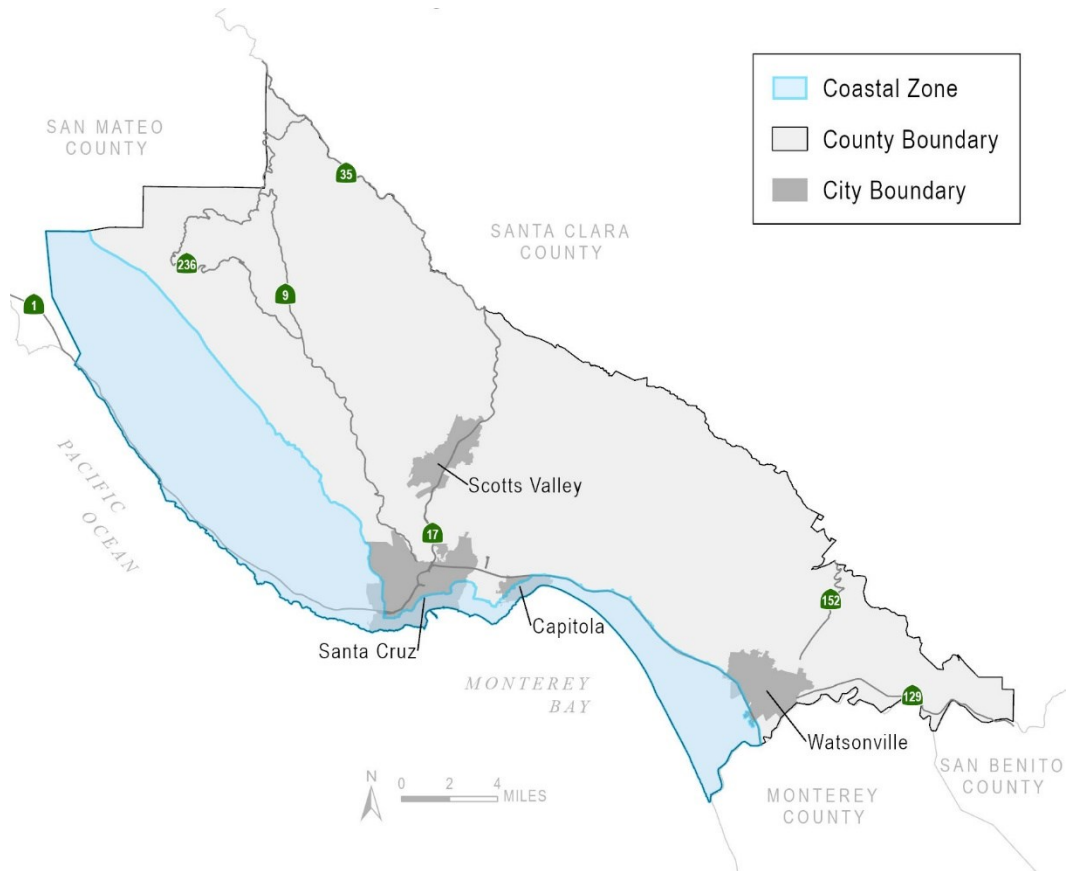 Coastal Zone
County Boundary
City Boundary
SAN MATEO
COUNTY
35
SANTA CLARA
COUNTY
236
9
1
PACIFIC
OCEAN
Scotts Valley
17
1
152
Capitola
Santa Cruz
MONTEREY
BAY
129
Watsonville
SAN BENITO
COUNTY
MONTEREY
COUNTY
N
0 2 4
MILES